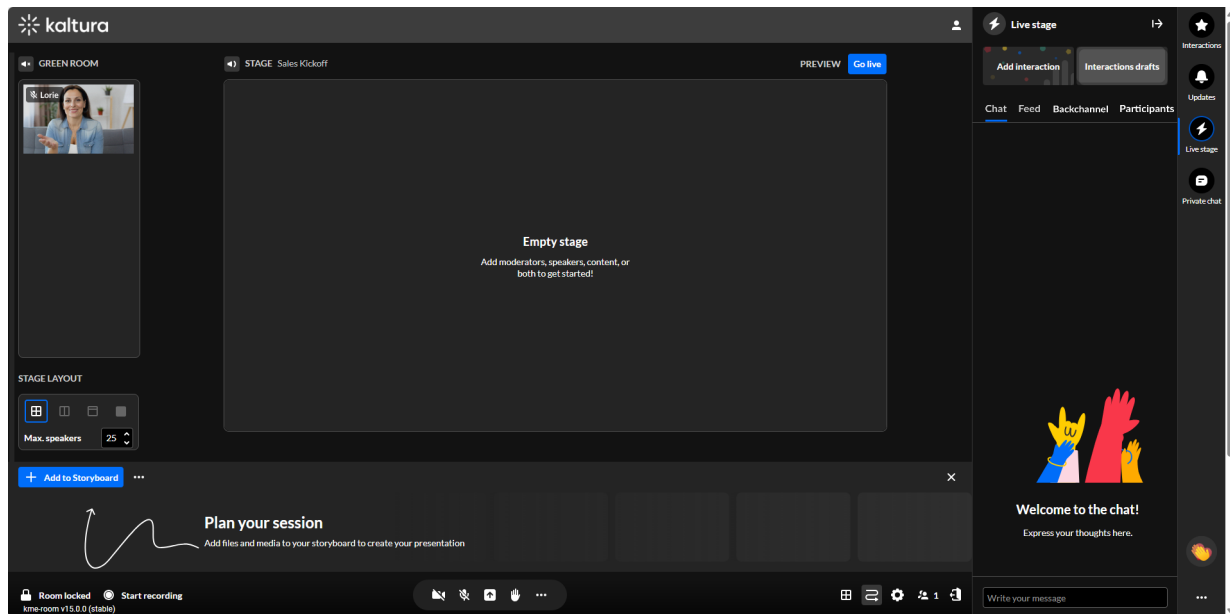 kaltura
GREEN ROOM
Lorie
STAGE Sales Kickoff
PREVIEW
Go live
Empty stage
Add moderators, speakers, content, or
both to get started!
STAGE LAYOUT
Max. speakers 25
Add to Storyboard
Plan your session
Add files and media to your storyboard to create your presentation
Room locked
Start recording
kme-room v15.0.0 (stable)
1
Live stage
Add interaction
Interactions drafts
Chat Feed Backchannel Participants
Welcome to the chat!
Express your thoughts here.
Write your message
Interactions
Updates
Live stage
Private chat